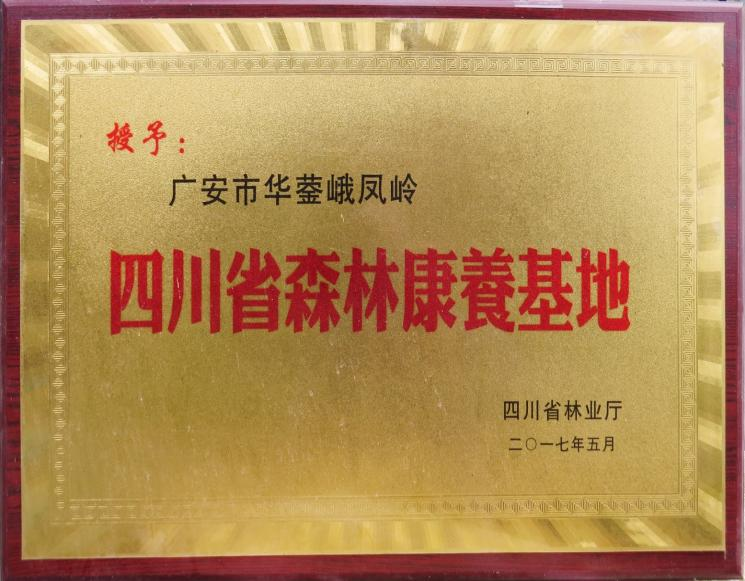 授予：
广安市华蓥峨凤岭
四川省森林康養基地
四川省林业厅
二〇一七年五月